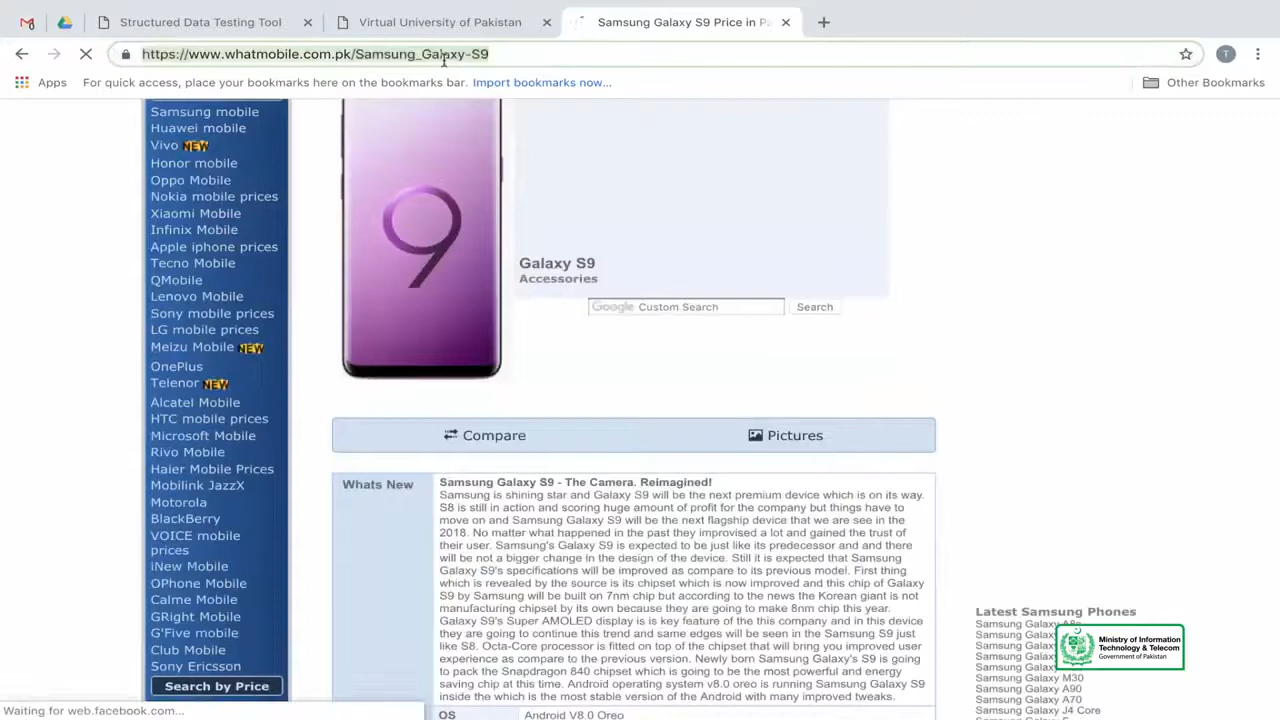 Structured Data Testing Tool
Virtual University of Pakistan
Samsung Galaxy S9 Price in Pa
https://www.whatmobile.com.pk/Samsung_Galaxy-S9
T
Apps
For quick access, place your bookmarks here on the bookmarks bar. Import bookmarks now...
Other Bookmarks
Samsung mobile
Huawei mobile
Vivo NEW
Honor mobile
Oppo Mobile
Nokia mobile prices
Xiaomi Mobile
Infinix Mobile
Apple iphone prices
Tecno Mobile
QMobile
Lenovo Mobile
Sony mobile prices
LG mobile prices
Meizu Mobile NEW
OnePlus
Telenor NEW
Alcatel Mobile
HTC mobile prices
Microsoft Mobile
Rivo Mobile
Haier Mobile Prices
Mobilink JazzX
Motorola
BlackBerry
VOICE mobile
prices
iNew Mobile
OPhone Mobile
Calme Mobile
GRight Mobile
G'Five mobile
Club Mobile
Sony Ericsson
Search by Price
9
Galaxy S9
Accessories
Google Custom Search
Search
Compare
Pictures
Whats New
Samsung Galaxy S9 - The Camera. Reimagined!
Samsung is shining star and Galaxy S9 will be the next premium device which is on its way.
S8 is still in action and scoring huge amount of profit for the company but things have to
move on and Samsung Galaxy S9 will be the next flagship device that we are see in the
2018. No matter what happened in the past they improvised a lot and gained the trust of
their user. Samsung's Galaxy S9 is expected to be just like its predecessor and and there
will be not a bigger change in the design of the device. Still it is expected that Samsung
Galaxy S9's specifications will be improved as compare to its previous model. First thing
which is revealed by the source is its chipset which is now improved and this chip of Galaxy
S9 by Samsung will be built on 7nm chip but according to the news the Korean giant is not
manufacturing chipset by its own because they are going to make 8nm chip this year.
Galaxy S9's Super AMOLED display is is key feature of the this company and in this device
they are going to continue this trend and same edges will be seen in the Samsung S9 just
like S8. Octa-Core processor is fitted on top of the chipset that will bring you improved user
experience as compare to the previous version. Newly born Samsung Galaxy's S9 is going
to pack the Snapdragon 840 chipset which is going to be the most powerful and energy
saving chip at this time. Android operating system v8.0 oreo is running Samsung Galaxy S9
inside the which is the most stable version of the Android with many improved tweaks.
OS
Android V8.0 Oreo
Latest Samsung Phones
Samsung Galaxy
Samsung Galaxy
Samsung Galaxy
Samsung Galaxy
Samsung Galaxy
Samsung Galaxy M30
Samsung Galaxy A90
Samsung Galaxy A70
Samsung Galaxy J4 Core
Ministry of Information
Technology & Telecom
Government of Pakistan
Waiting for web.facebook.com...